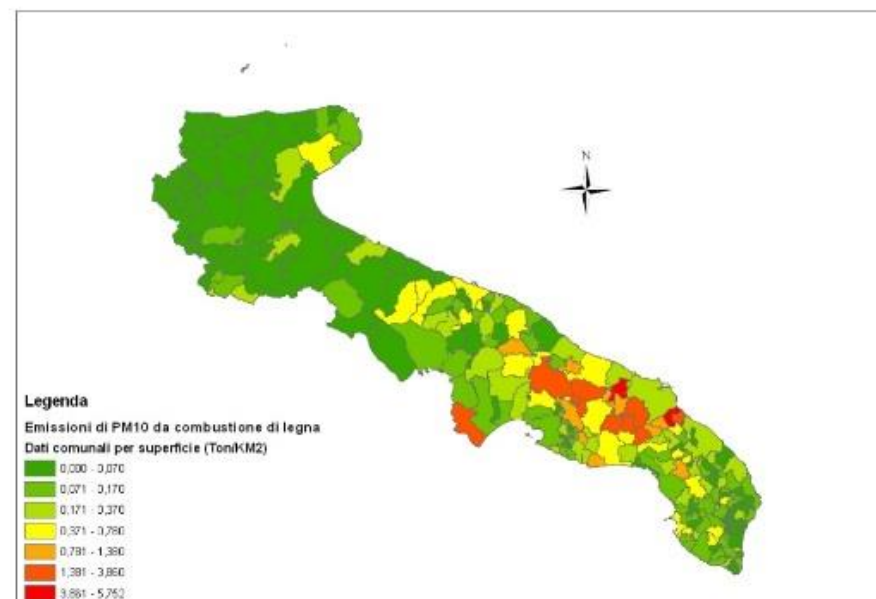 N
Legenda
Emissioni di PM10 da combustione di legna
Dati comunali per superficie (Ton/KM2)
0,000 - 0,070
0,071 - 0,170
0,171 - 0,370
0,371 - 0,780
0,781 - 1,380
1,381 - 3,860
3,861 - 5,752